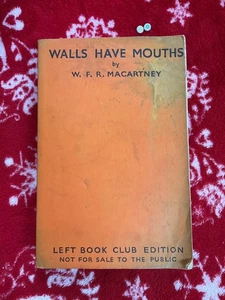 WALLS HAVE MOUTHS
by
W. F. R. MACARTNEY
LEFT BOOK CLUB EDITION
NOT FOR SALE TO THE PUBLIC